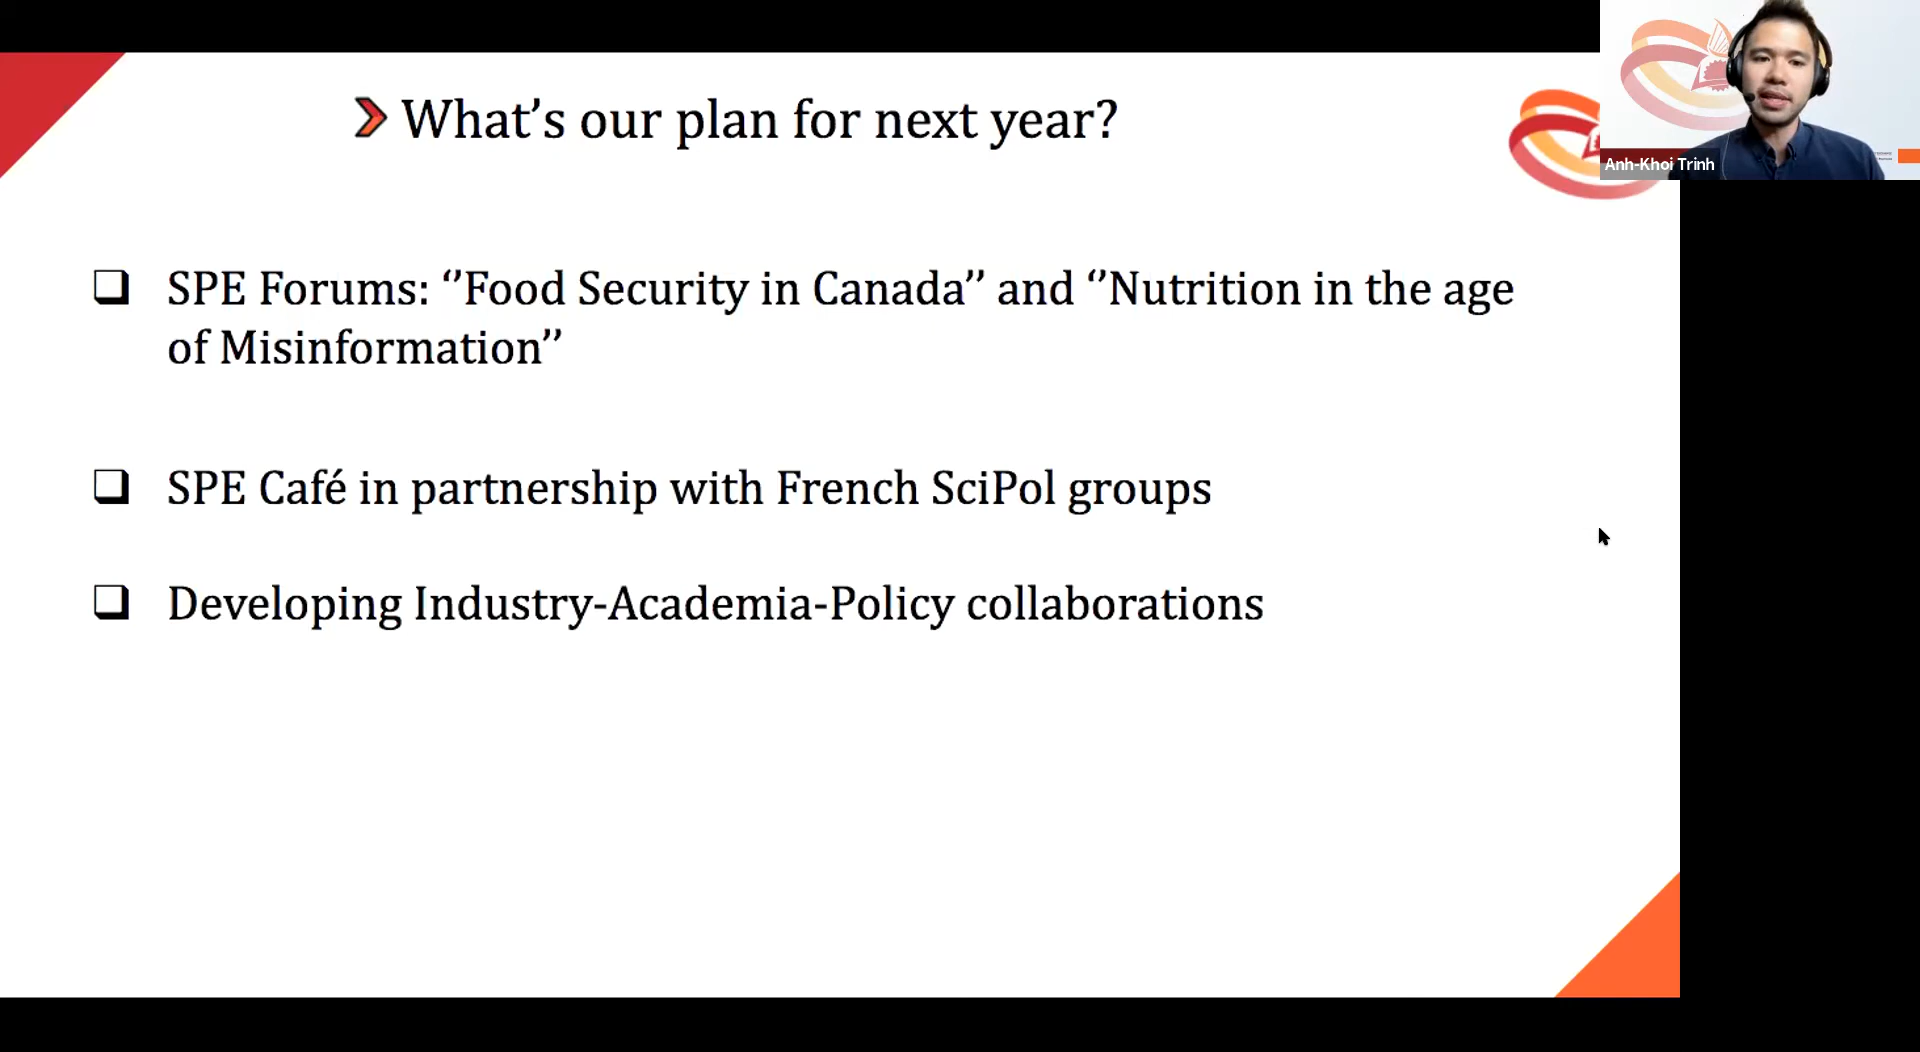 What’s our plan for next year?
Anh-Khoi Trinh
SPE Forums: ‘’Food Security in Canada’’ and ‘’Nutrition in the age
of Misinformation’’
SPE Café in partnership with French SciPol groups
Developing Industry-Academia-Policy collaborations